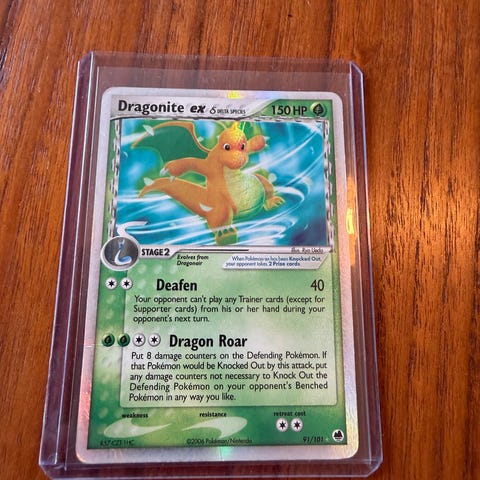 Dragonite ex δ DELTA SPECIES 150 HP
illus. Ryo Ueda
STAGE 2 Evolves from
Dragonair
When Pokémon-ex has been Knocked Out,
your opponent takes 2 Prize cards.
Deafen 40
Your opponent can't play any Trainer cards (except for
Supporter cards) from his or her hand during your
opponent's next turn.
Dragon Roar
Put 8 damage counters on the Defending Pokémon. If
that Pokémon would be Knocked Out by this attack, put
any damage counters not necessary to Knock Out the
Defending Pokémon on your opponent's Benched
Pokémon in any way you like.
weakness resistance retreat cost
©2006 Pokémon/Nintendo 91/101